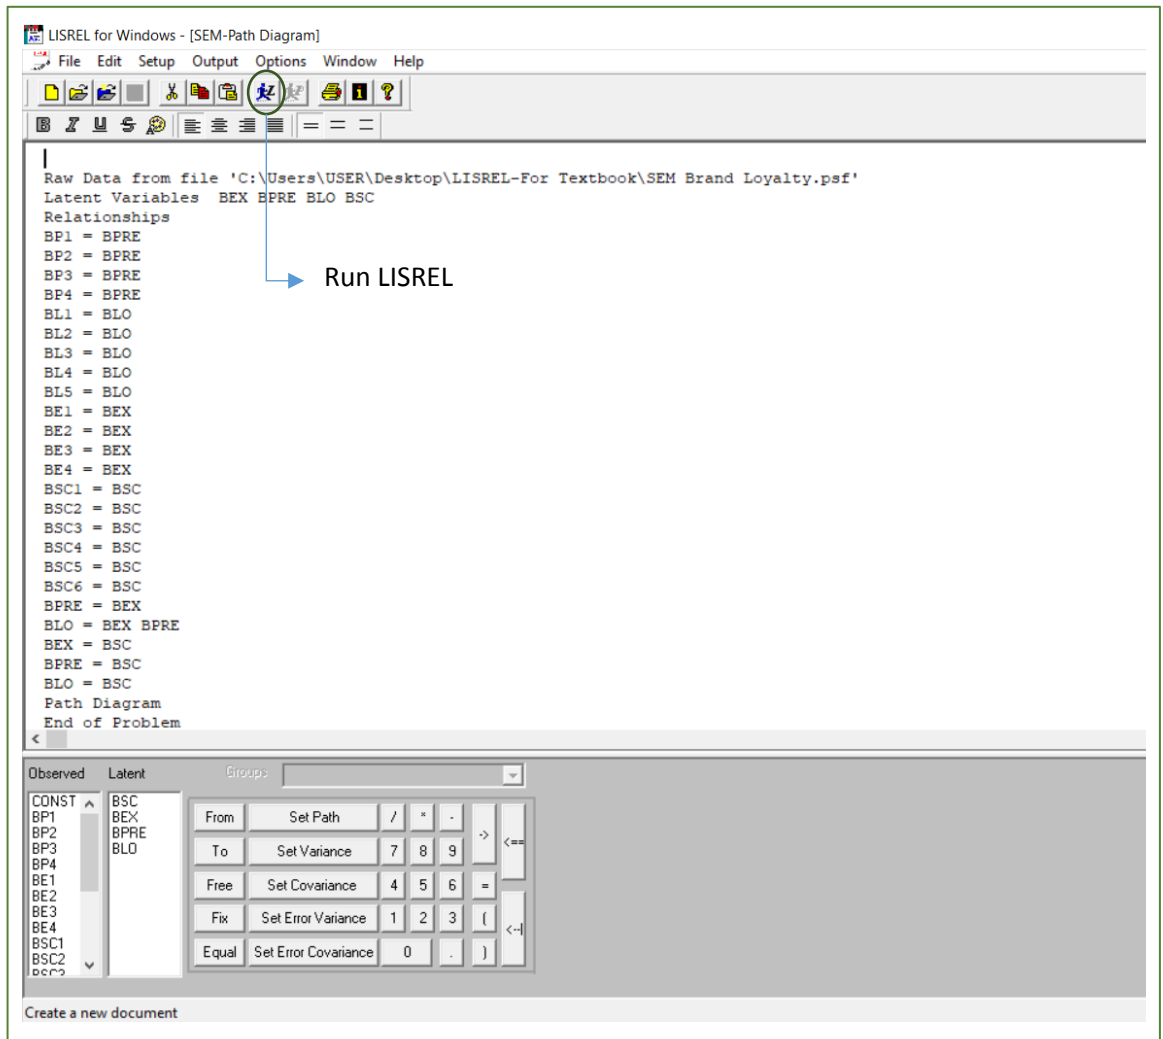 LISREL for Windows - [SEM-Path Diagram]
File Edit Setup Output Options Window Help
Raw Data from file 'C:\Users\USER\Desktop\LISREL-For Textbook\SEM Brand Loyalty.psf'
Latent Variables BEX BPRE BLO BSC
Relationships
BP1 = BPRE
BP2 = BPRE
BP3 = BPRE
BP4 = BPRE
BL1 = BLO
BL2 = BLO
BL3 = BLO
BL4 = BLO
BL5 = BLO
BE1 = BEX
BE2 = BEX
BE3 = BEX
BE4 = BEX
BSC1 = BSC
BSC2 = BSC
BSC3 = BSC
BSC4 = BSC
BSC5 = BSC
BSC6 = BSC
BPRE = BEX
BLO = BEX BPRE
BEX = BSC
BPRE = BSC
BLO = BSC
Path Diagram
End of Problem
Run LISREL
Observed Latent Groups
CONST
BP1
BP2
BP3
BP4
BE1
BE2
BE3
BE4
BSC1
BSC2
BSC3
BSC
BEX
BPRE
BLO
From Set Path / * - -> <==
To Set Variance 7 8 9
Free Set Covariance 4 5 6 =
Fix Set Error Variance 1 2 3 ( <--|
Equal Set Error Covariance 0 . )
Create a new document